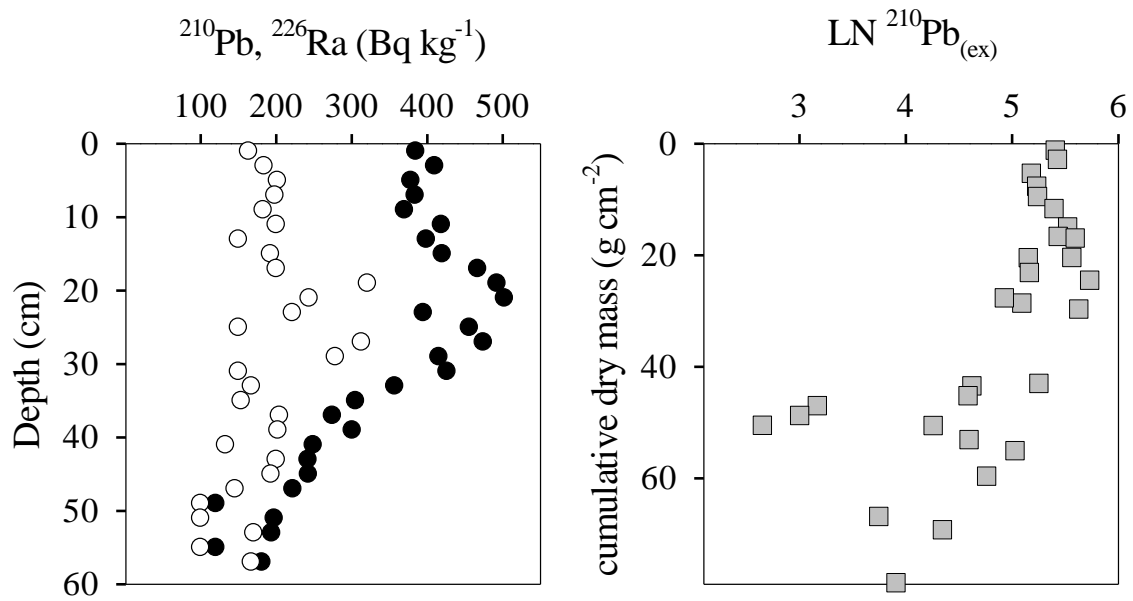 ²¹⁰Pb, ²²⁶Ra (Bq kg⁻¹)
100 200 300 400 500
0
10
20
30
40
50
60
Depth (cm)
LN ²¹⁰Pb₍ₑₓ₎
3 4 5 6
0
20
40
60
cumulative dry mass (g cm⁻²)